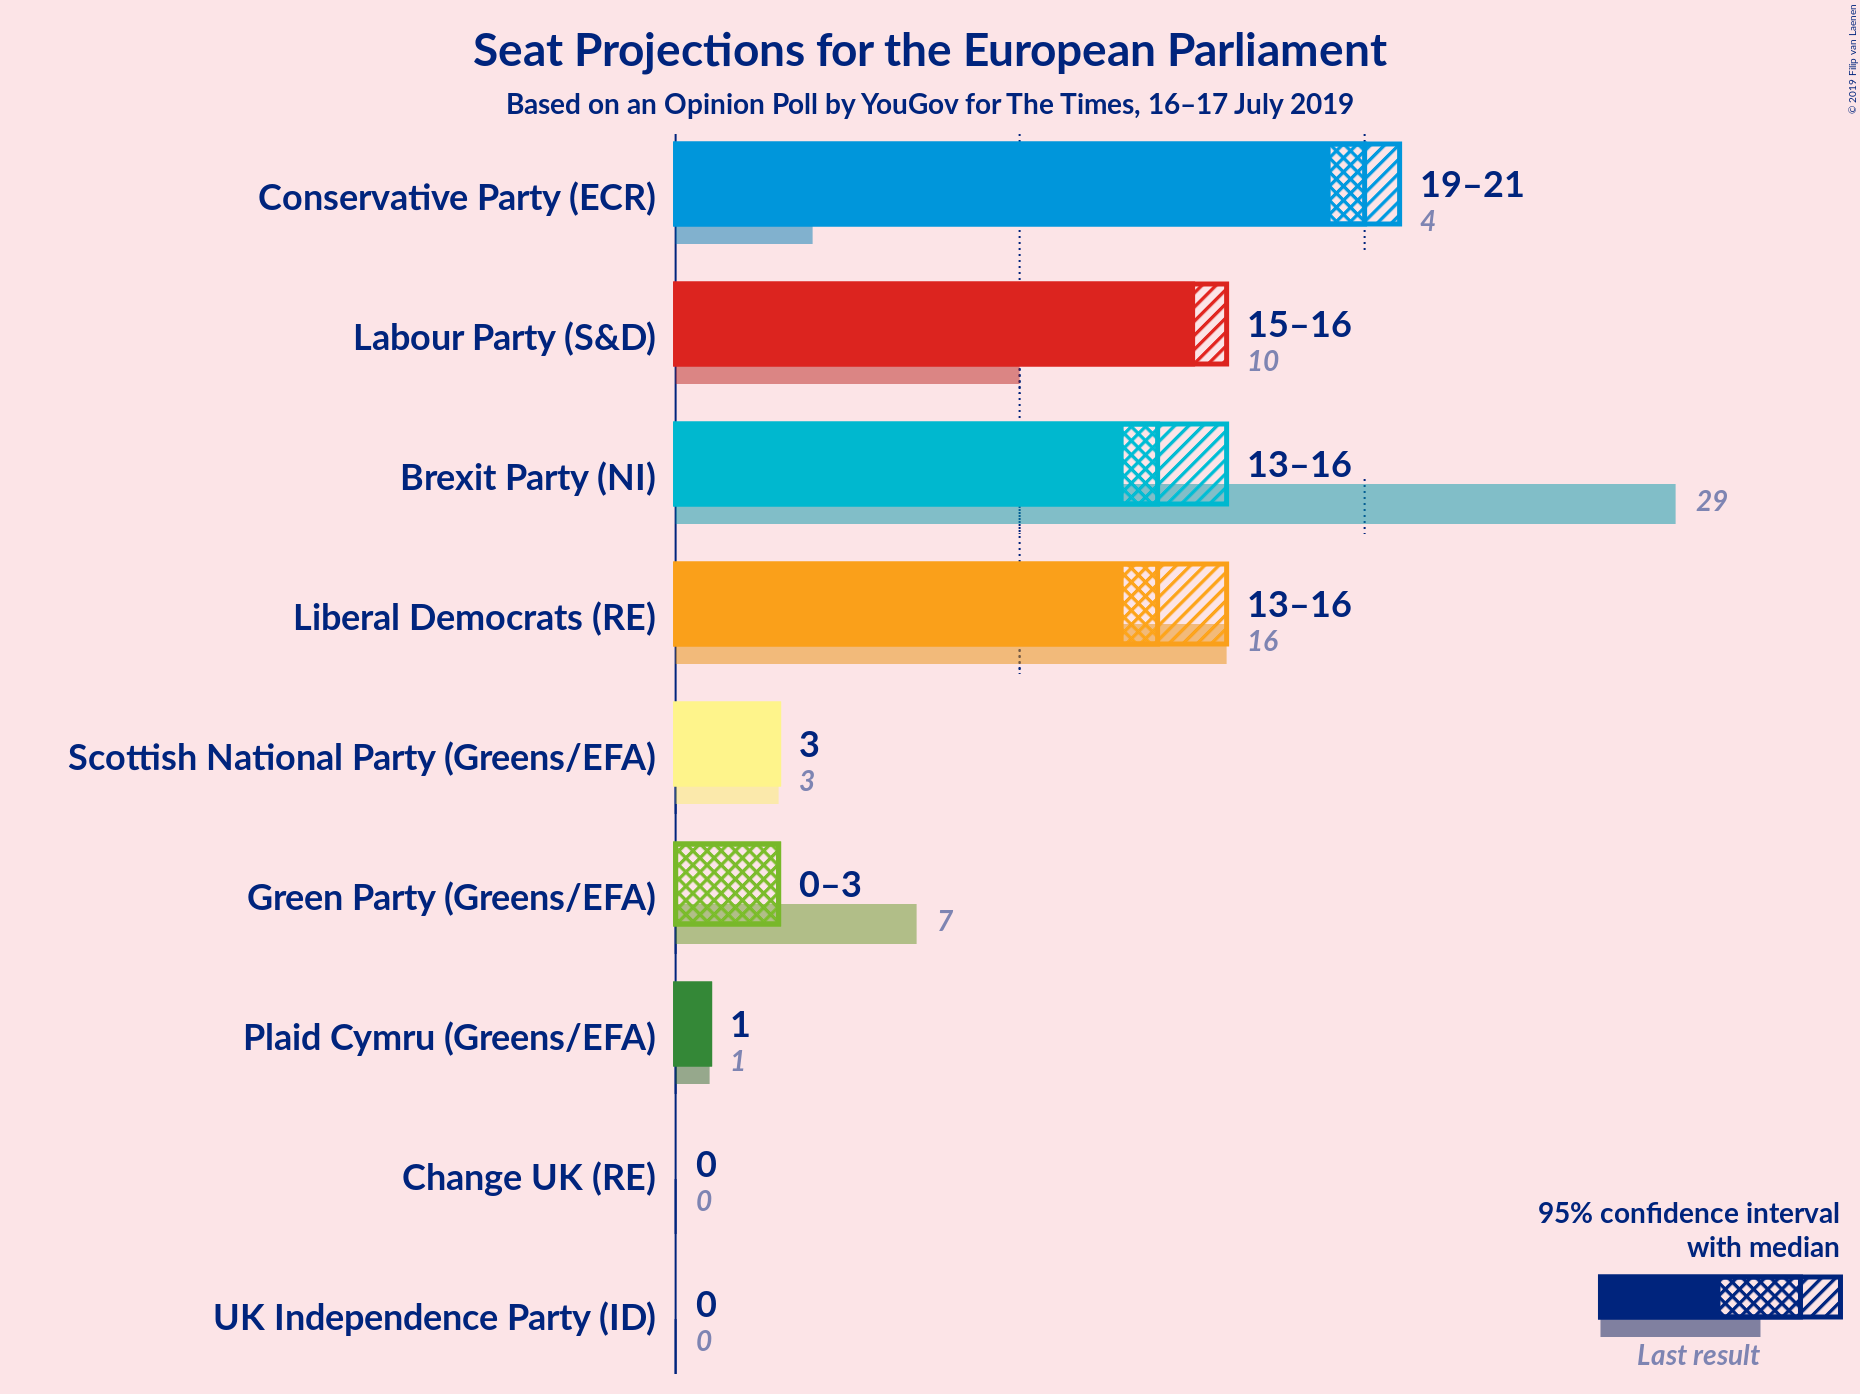 Seat Projections for the European Parliament
Based on an Opinion Poll by YouGov for The Times, 16–17 July 2019
© 2019 Filip van Laenen
Conservative Party (ECR)
19–21
4
Labour Party (S&D)
15–16
10
Brexit Party (NI)
13–16
29
Liberal Democrats (RE)
13–16
16
Scottish National Party (Greens/EFA)
3
3
Green Party (Greens/EFA)
0–3
7
Plaid Cymru (Greens/EFA)
1
1
Change UK (RE)
0
0
UK Independence Party (ID)
0
0
95% confidence interval
with median
Last result